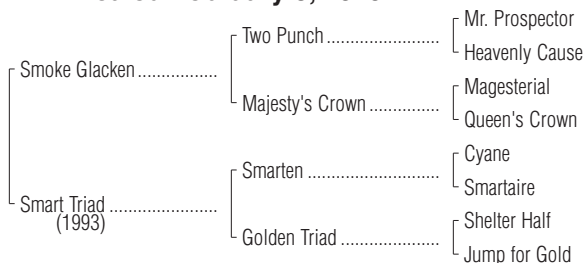 Mr. Prospector
Two Punch
Heavenly Cause
Smoke Glacken
Magesterial
Majesty's Crown
Queen's Crown
Cyane
Smarten
Smartaire
Smart Triad
(1993)
Shelter Half
Golden Triad
Jump for Gold